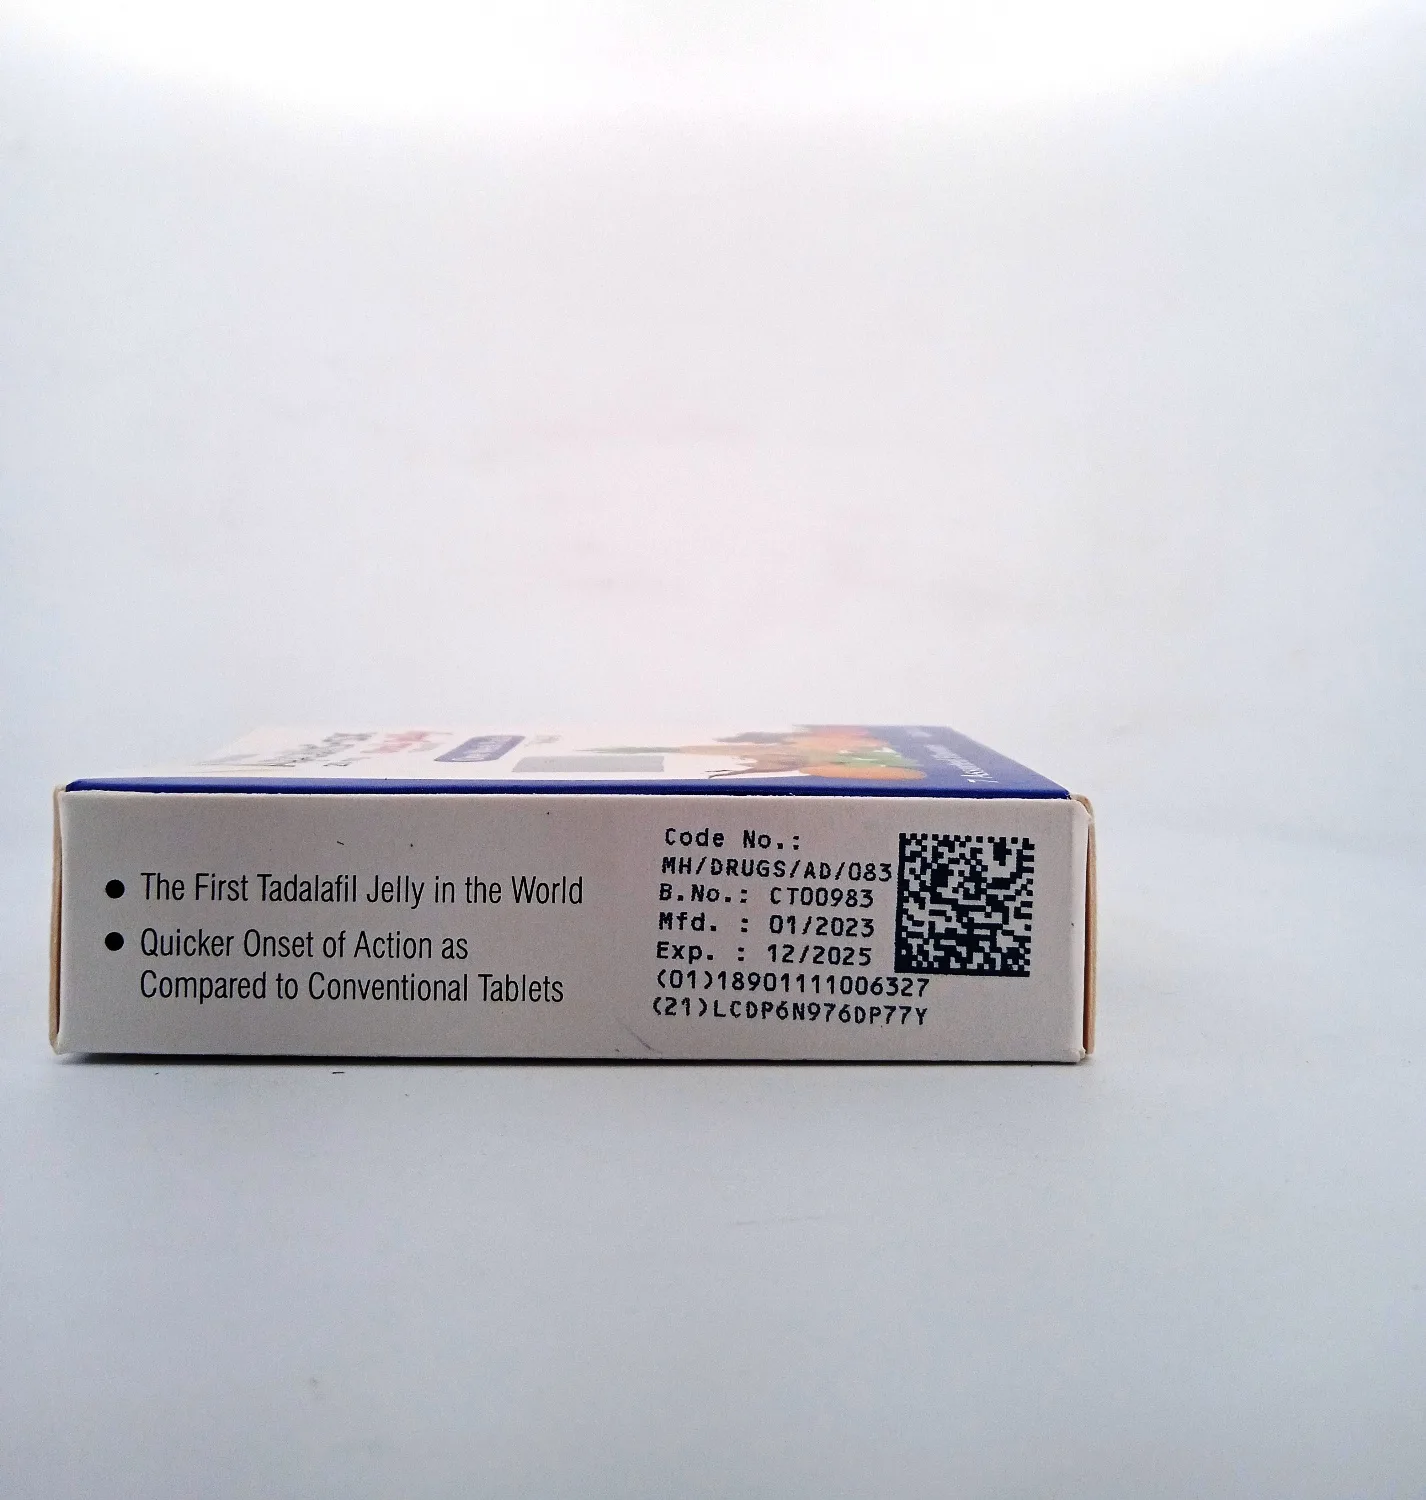 ● The First Tadalafil Jelly in the World
● Quicker Onset of Action as
Compared to Conventional Tablets
Code No.:
MH/DRUGS/AD/083
B.No.: CT00983
Mfd. : 01/2023
Exp. : 12/2025
(01)18901111006327
(21)LCDP6N976DP77Y